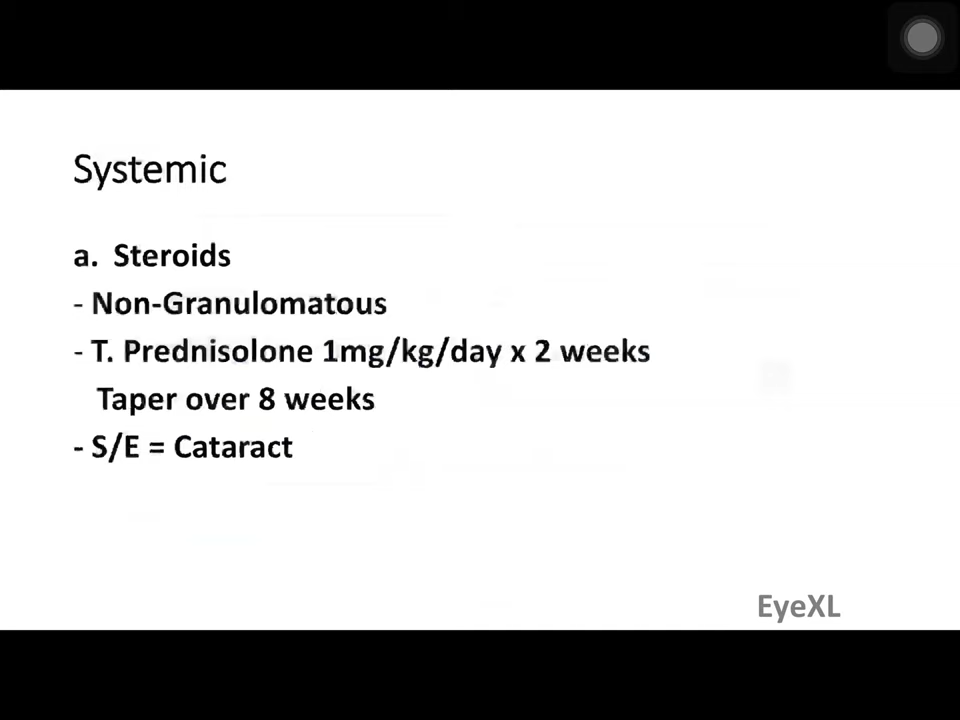 Systemic
a. Steroids
- Non-Granulomatous
- T. Prednisolone 1mg/kg/day x 2 weeks
Taper over 8 weeks
- S/E = Cataract
EyeXL